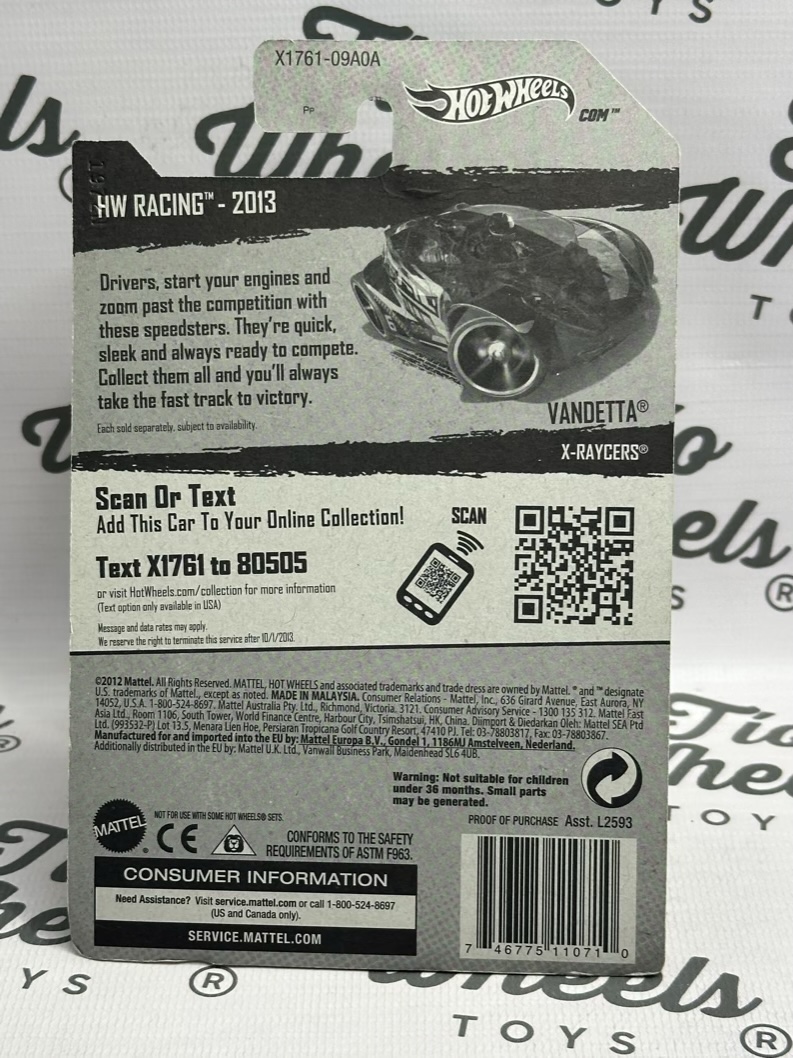 X1761-09A0A
Pp
HOT WHEELS
COM™
HW RACING™ - 2013
Drivers, start your engines and
zoom past the competition with
these speedsters. They're quick,
sleek and always ready to compete.
Collect them all and you'll always
take the fast track to victory.
Each sold separately, subject to availability.
VANDETTA®
X-RAYCERS®
Scan Or Text
Add This Car To Your Online Collection!
SCAN
Text X1761 to 80505
or visit HotWheels.com/collection for more information
(Text option only available in USA)
Message and data rates may apply.
We reserve the right to terminate this service after 10/1/2013.
©2012 Mattel. All Rights Reserved. MATTEL, HOT WHEELS and associated trademarks and trade dress are owned by Mattel. ® and ™ designate
U.S. trademarks of Mattel, except as noted. MADE IN MALAYSIA. Consumer Relations - Mattel, Inc., 636 Girard Avenue, East Aurora, NY
14052, U.S.A. 1-800-524-8697. Mattel Australia Pty. Ltd., Richmond, Victoria. 3121. Consumer Advisory Service - 1300 135 312. Mattel East
Asia Ltd., Room 1106, South Tower, World Finance Centre, Harbour City, Tsimshatsui, HK, China. Diimport & Diedarkan Oleh: Mattel SEA Ptd
Ltd. (993532-P) Lot 13.5, Menara Lien Hoe, Persiaran Tropicana Golf Country Resort, 47410 PJ. Tel: 03-78803817, Fax: 03-78803867.
Manufactured for and imported into the EU by: Mattel Europa B.V., Gondel 1, 1186MJ Amstelveen, Nederland.
Additionally distributed in the EU by: Mattel U.K. Ltd., Vanwall Business Park, Maidenhead SL6 4UB.
Warning: Not suitable for children
under 36 months. Small parts
may be generated.
PROOF OF PURCHASE Asst. L2593
MATTEL
NOT FOR USE WITH SOME HOT WHEELS® SETS.
CE
CONFORMS TO THE SAFETY
REQUIREMENTS OF ASTM F963.
CONSUMER INFORMATION
Need Assistance? Visit service.mattel.com or call 1-800-524-8697
(US and Canada only).
SERVICE.MATTEL.COM
7 46775 11071 0
wheels
TOYS ®